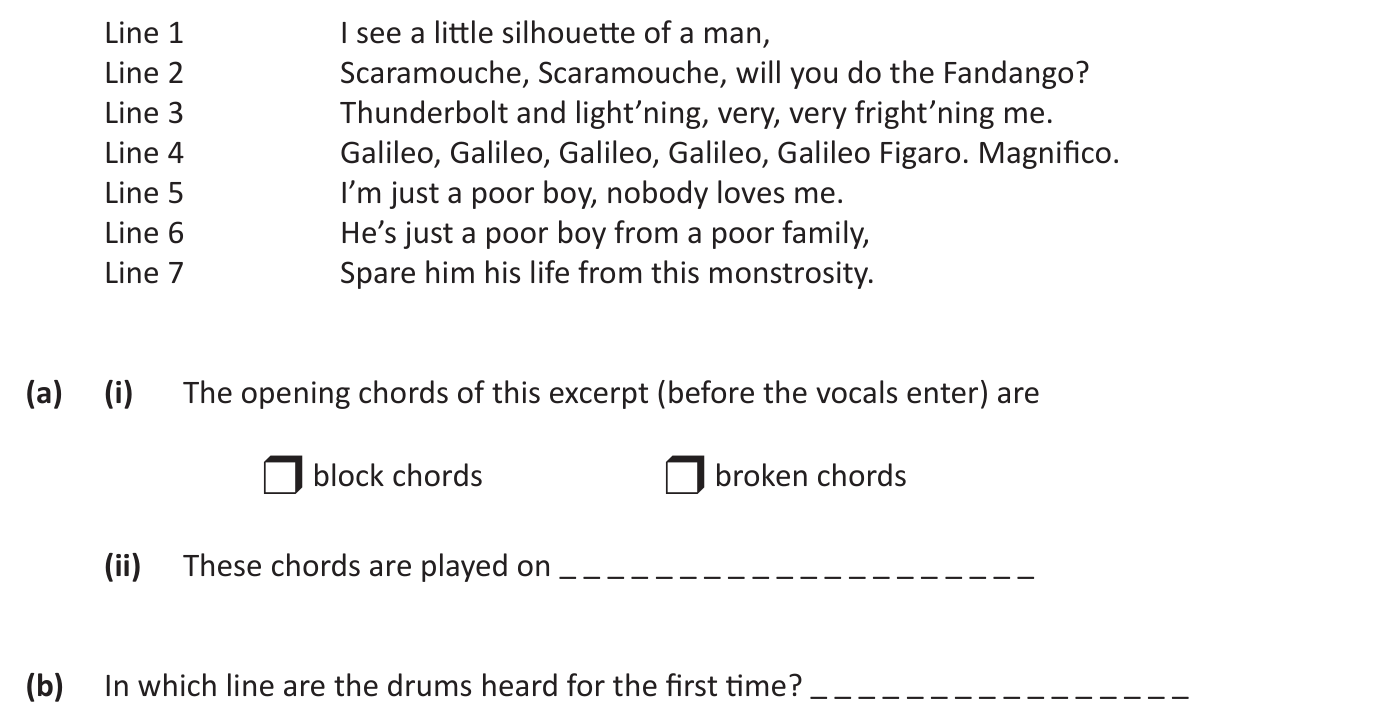 Line 1 I see a little silhouette of a man,
Line 2 Scaramouche, Scaramouche, will you do the Fandango?
Line 3 Thunderbolt and light’ning, very, very fright’ning me.
Line 4 Galileo, Galileo, Galileo, Galileo, Galileo Figaro. Magnifico.
Line 5 I’m just a poor boy, nobody loves me.
Line 6 He’s just a poor boy from a poor family,
Line 7 Spare him his life from this monstrosity.
(a) (i) The opening chords of this excerpt (before the vocals enter) are
block chords broken chords
(ii) These chords are played on _ _ _ _ _ _ _ _ _ _ _ _ _ _ _ _ _ _ _ _
(b) In which line are the drums heard for the first time? _ _ _ _ _ _ _ _ _ _ _ _ _ _ _ _